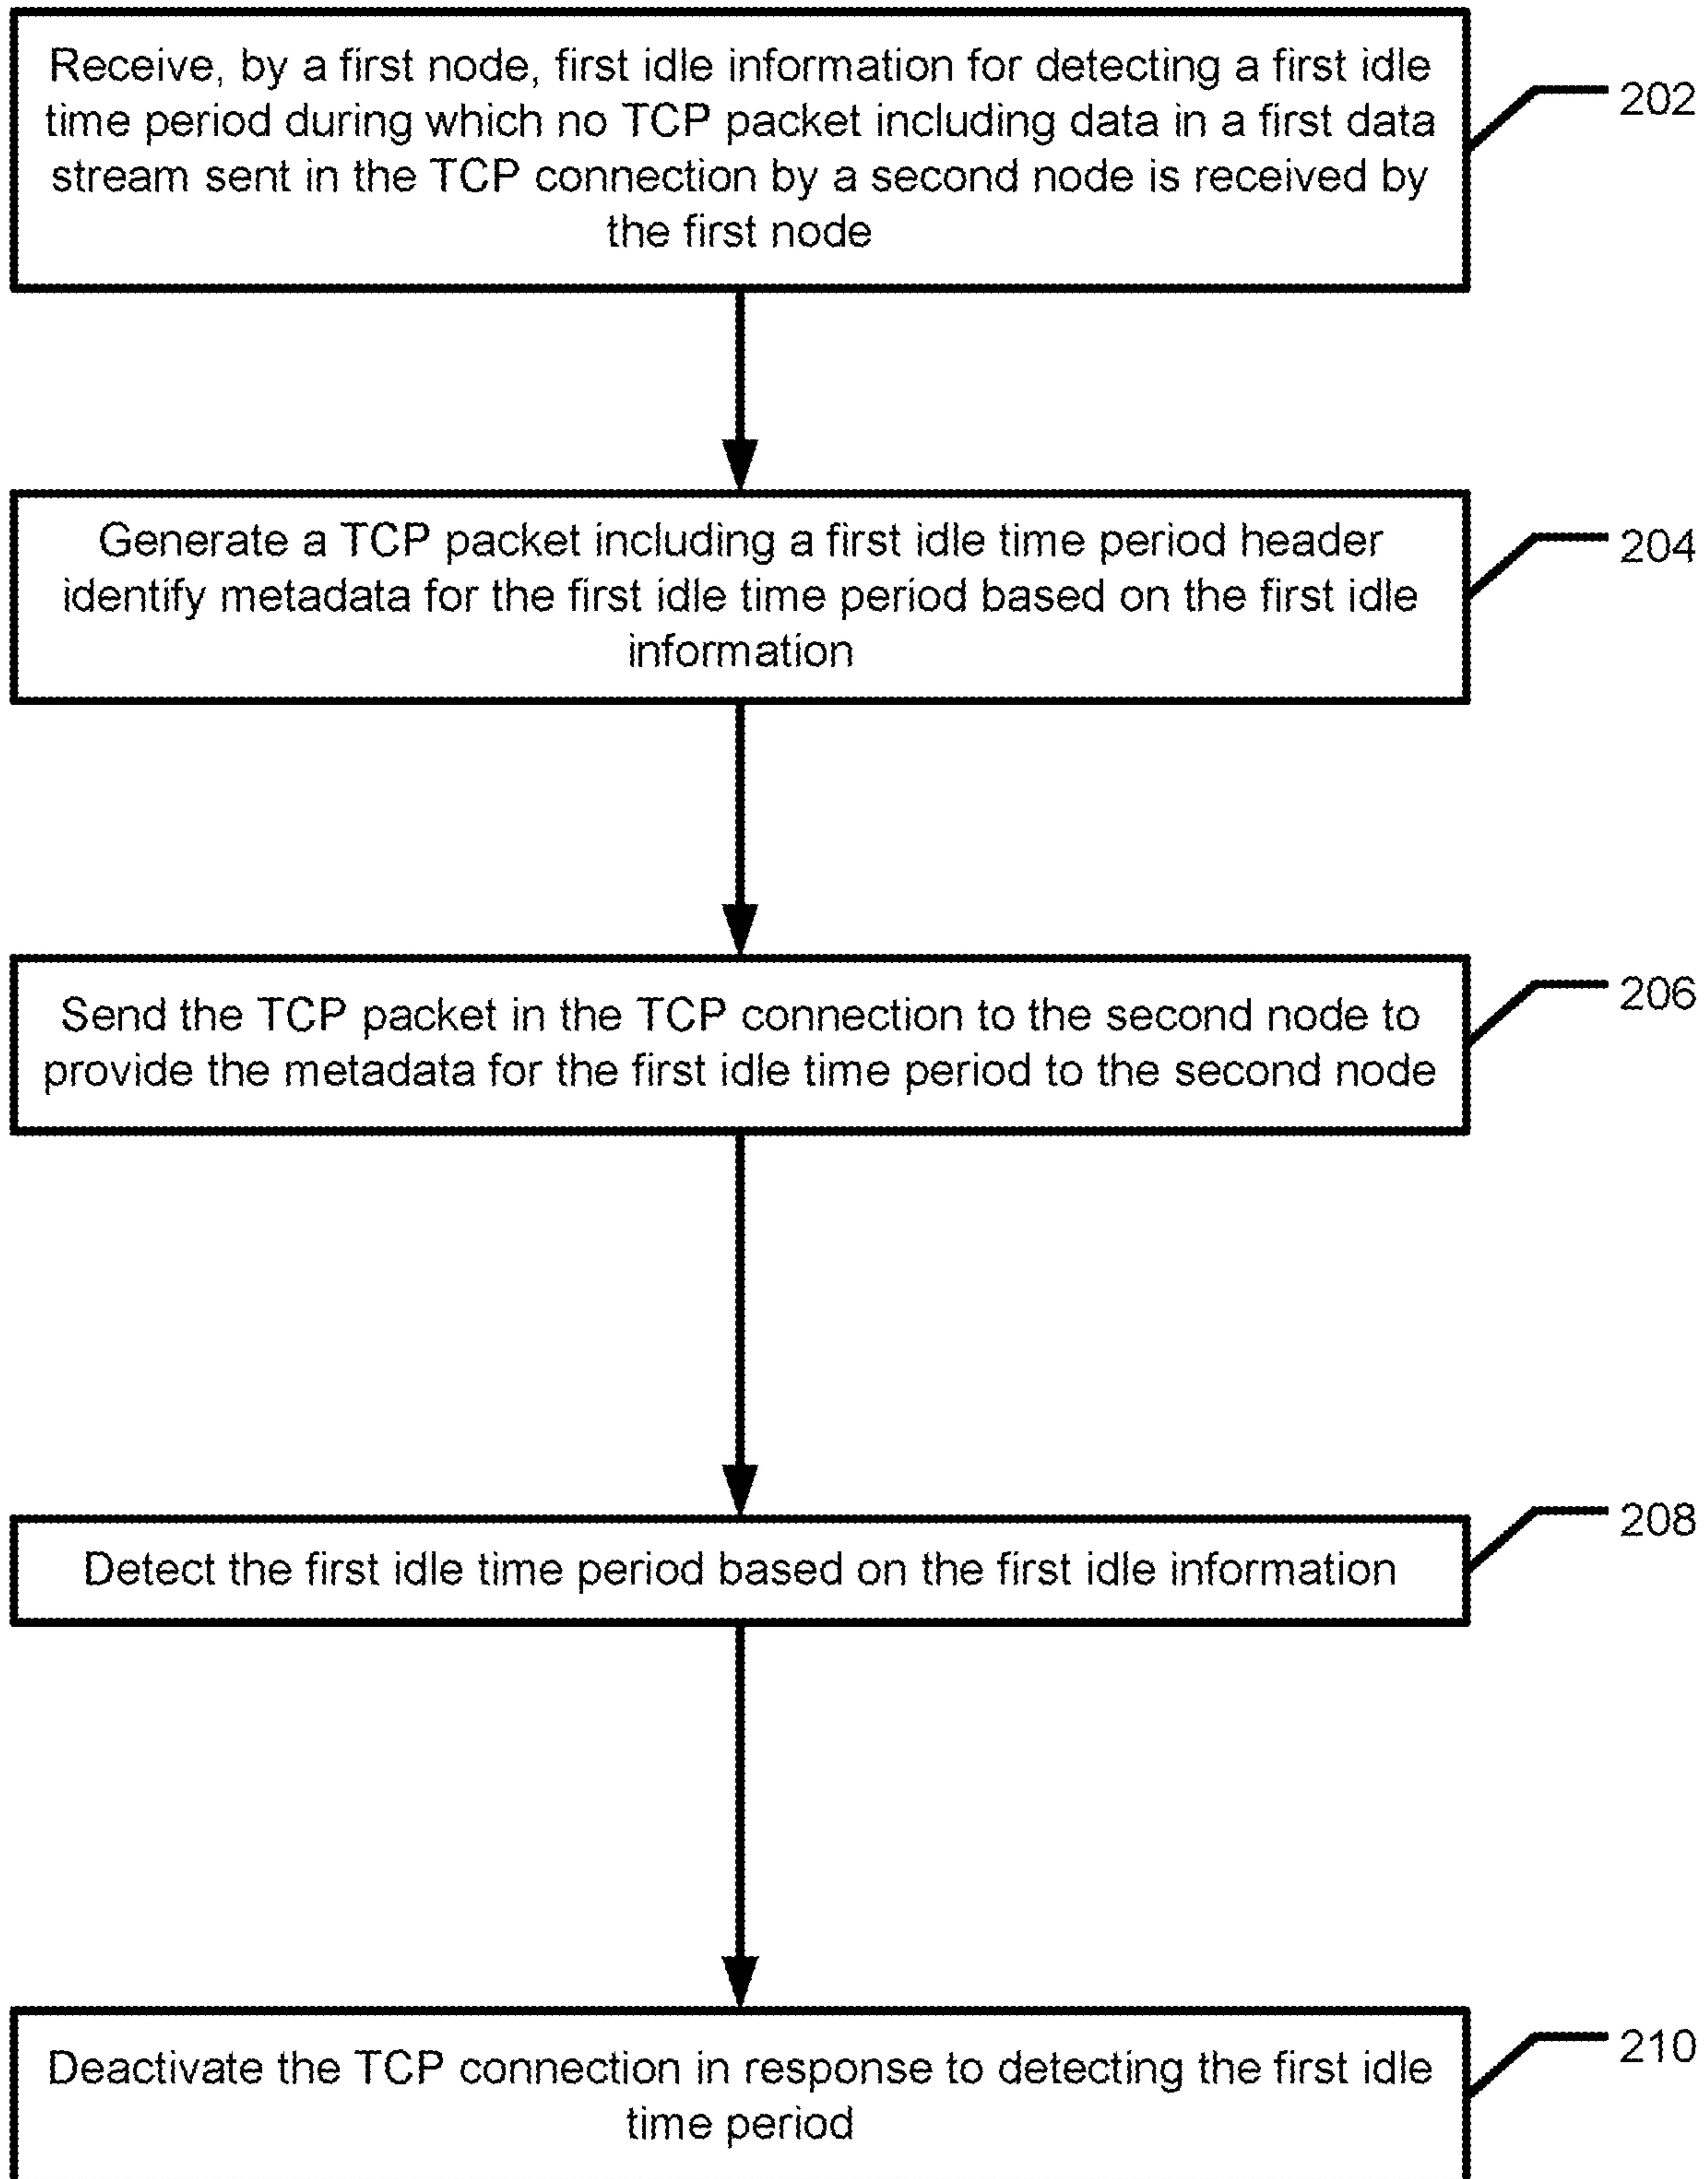 Receive, by a first node, first idle information for detecting a first idle
time period during which no TCP packet including data in a first data
stream sent in the TCP connection by a second node is received by
the first node
202
Generate a TCP packet including a first idle time period header
identify metadata for the first idle time period based on the first idle
information
204
Send the TCP packet in the TCP connection to the second node to
provide the metadata for the first idle time period to the second node
206
Detect the first idle time period based on the first idle information
208
Deactivate the TCP connection in response to detecting the first idle
time period
210